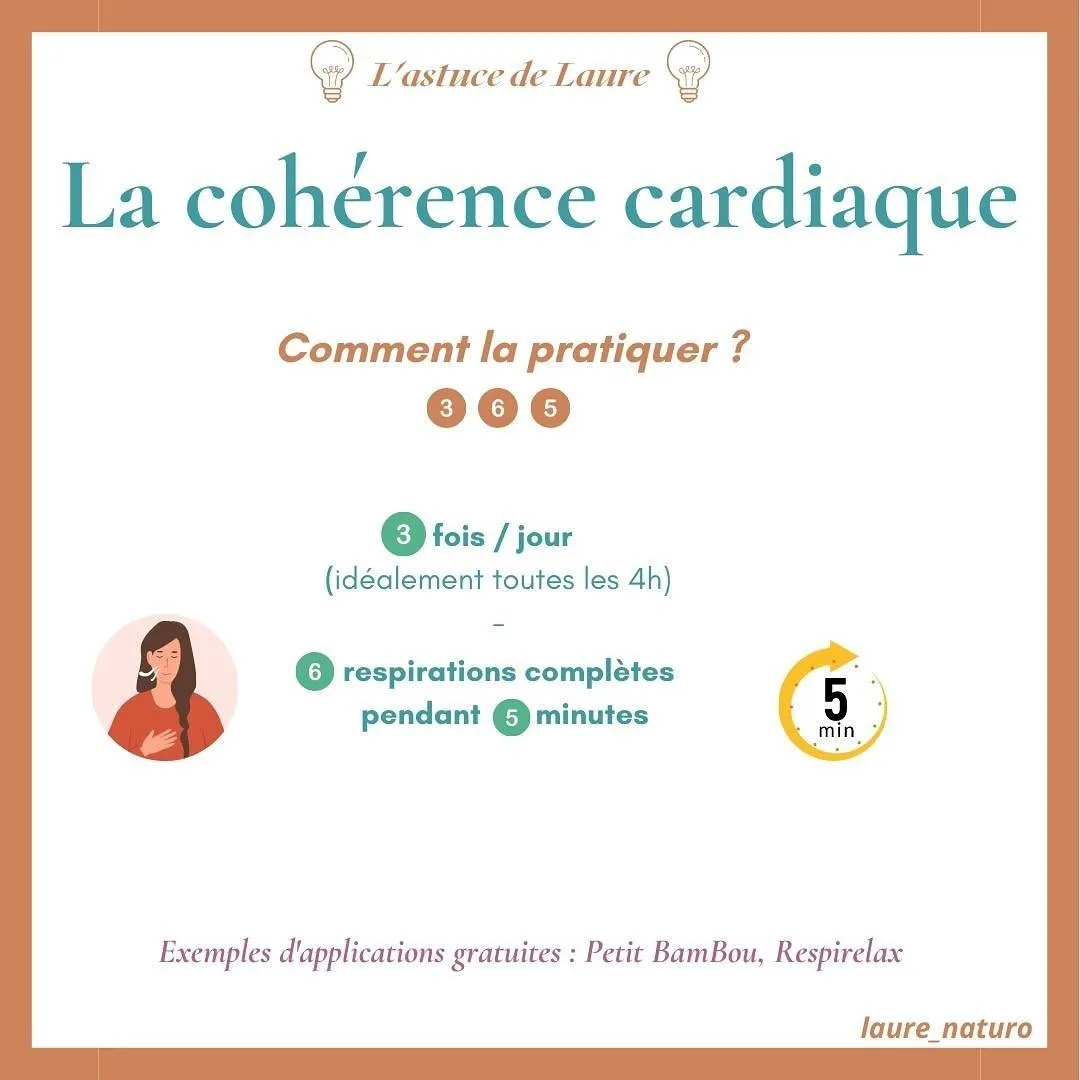 L'astuce de Laure
La cohérence cardiaque
Comment la pratiquer ?
3 6 5
3 fois / jour
(idéalement toutes les 4h)
-
6 respirations complètes
pendant 5 minutes
5
min
Exemples d'applications gratuites : Petit BamBou, Respirelax
laure_naturo